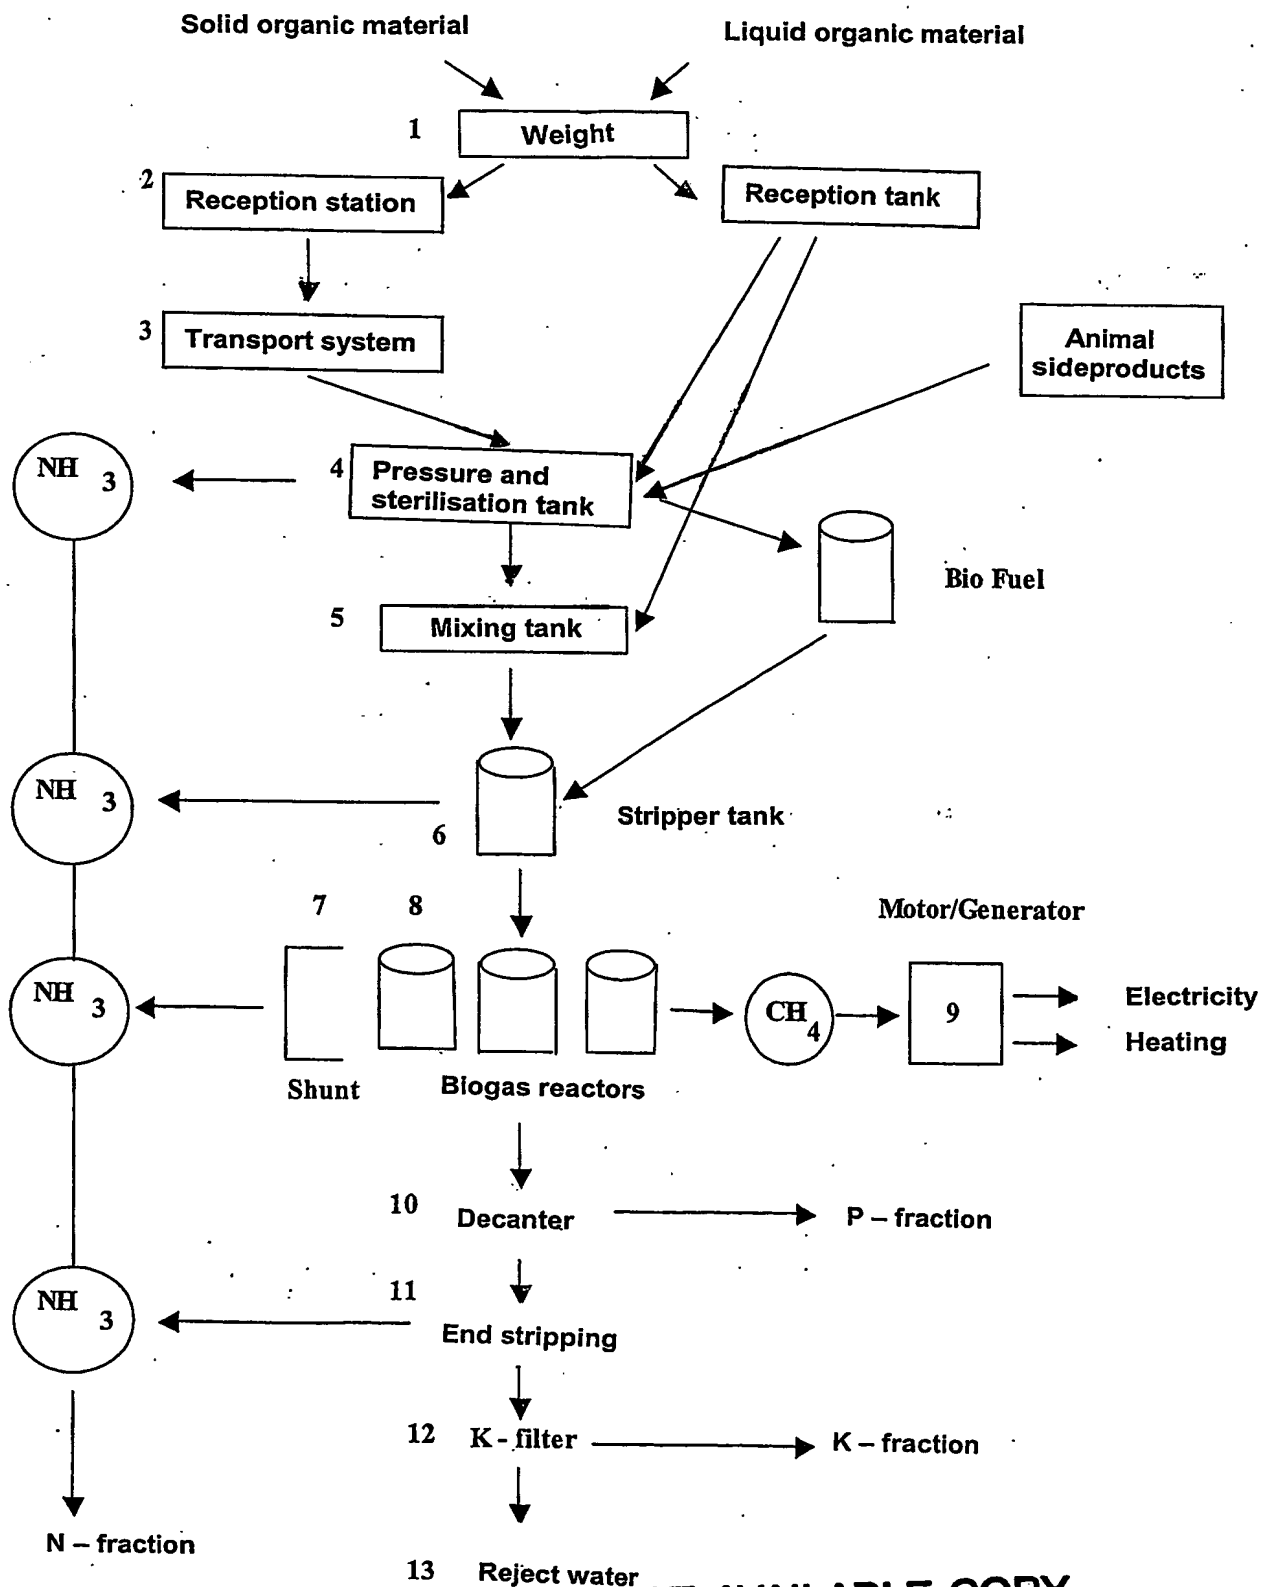 Solid organic material
Liquid organic material
1
Weight
2
Reception station
Reception tank
3
Transport system
Animal
sideproducts
NH 3
4
Pressure and
sterilisation tank
Bio Fuel
5
Mixing tank
NH 3
6
Stripper tank
7
8
Motor/Generator
NH 3
CH4
9
Electricity
Heating
Shunt
Biogas reactors
10
Decanter
P – fraction
11
NH 3
End stripping
12
K - filter
K – fraction
N – fraction
13
Reject water
COPY